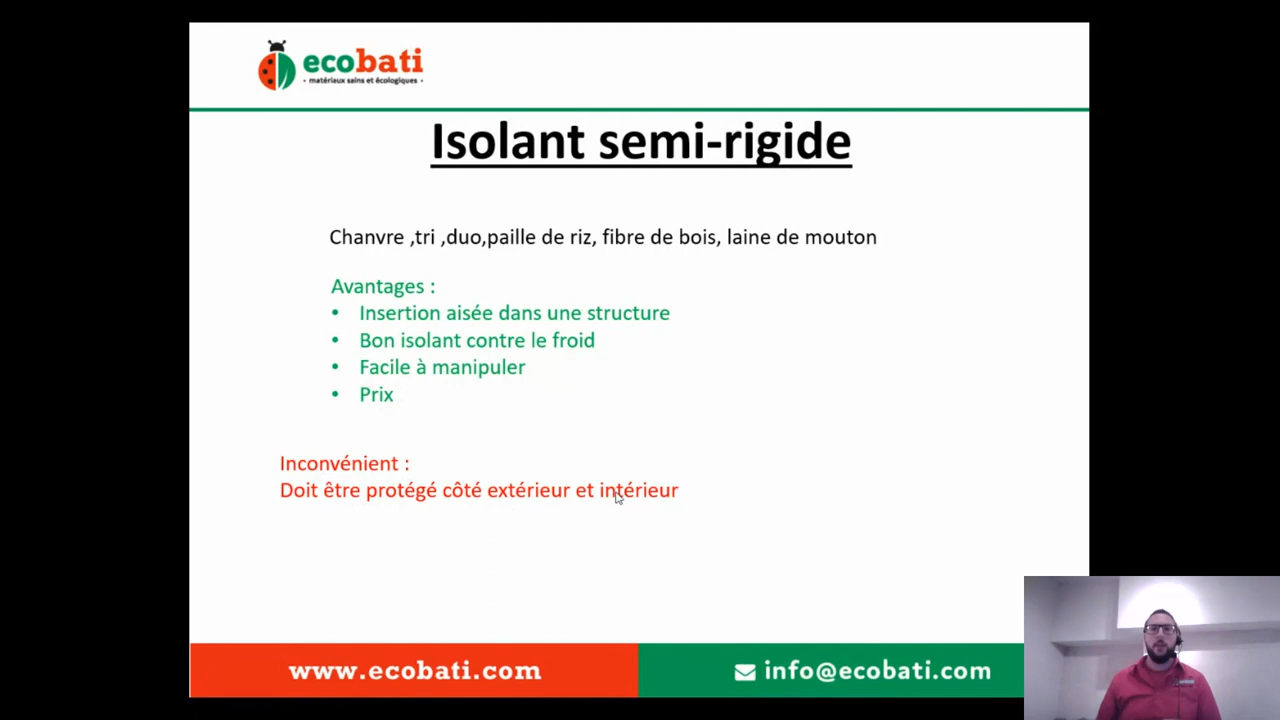 ecobati
• matériaux sains et écologiques •
Isolant semi-rigide
Chanvre ,tri ,duo,paille de riz, fibre de bois, laine de mouton
Avantages :
• Insertion aisée dans une structure
• Bon isolant contre le froid
• Facile à manipuler
• Prix
Inconvénient :
Doit être protégé côté extérieur et intérieur
www.ecobati.com
info@ecobati.com